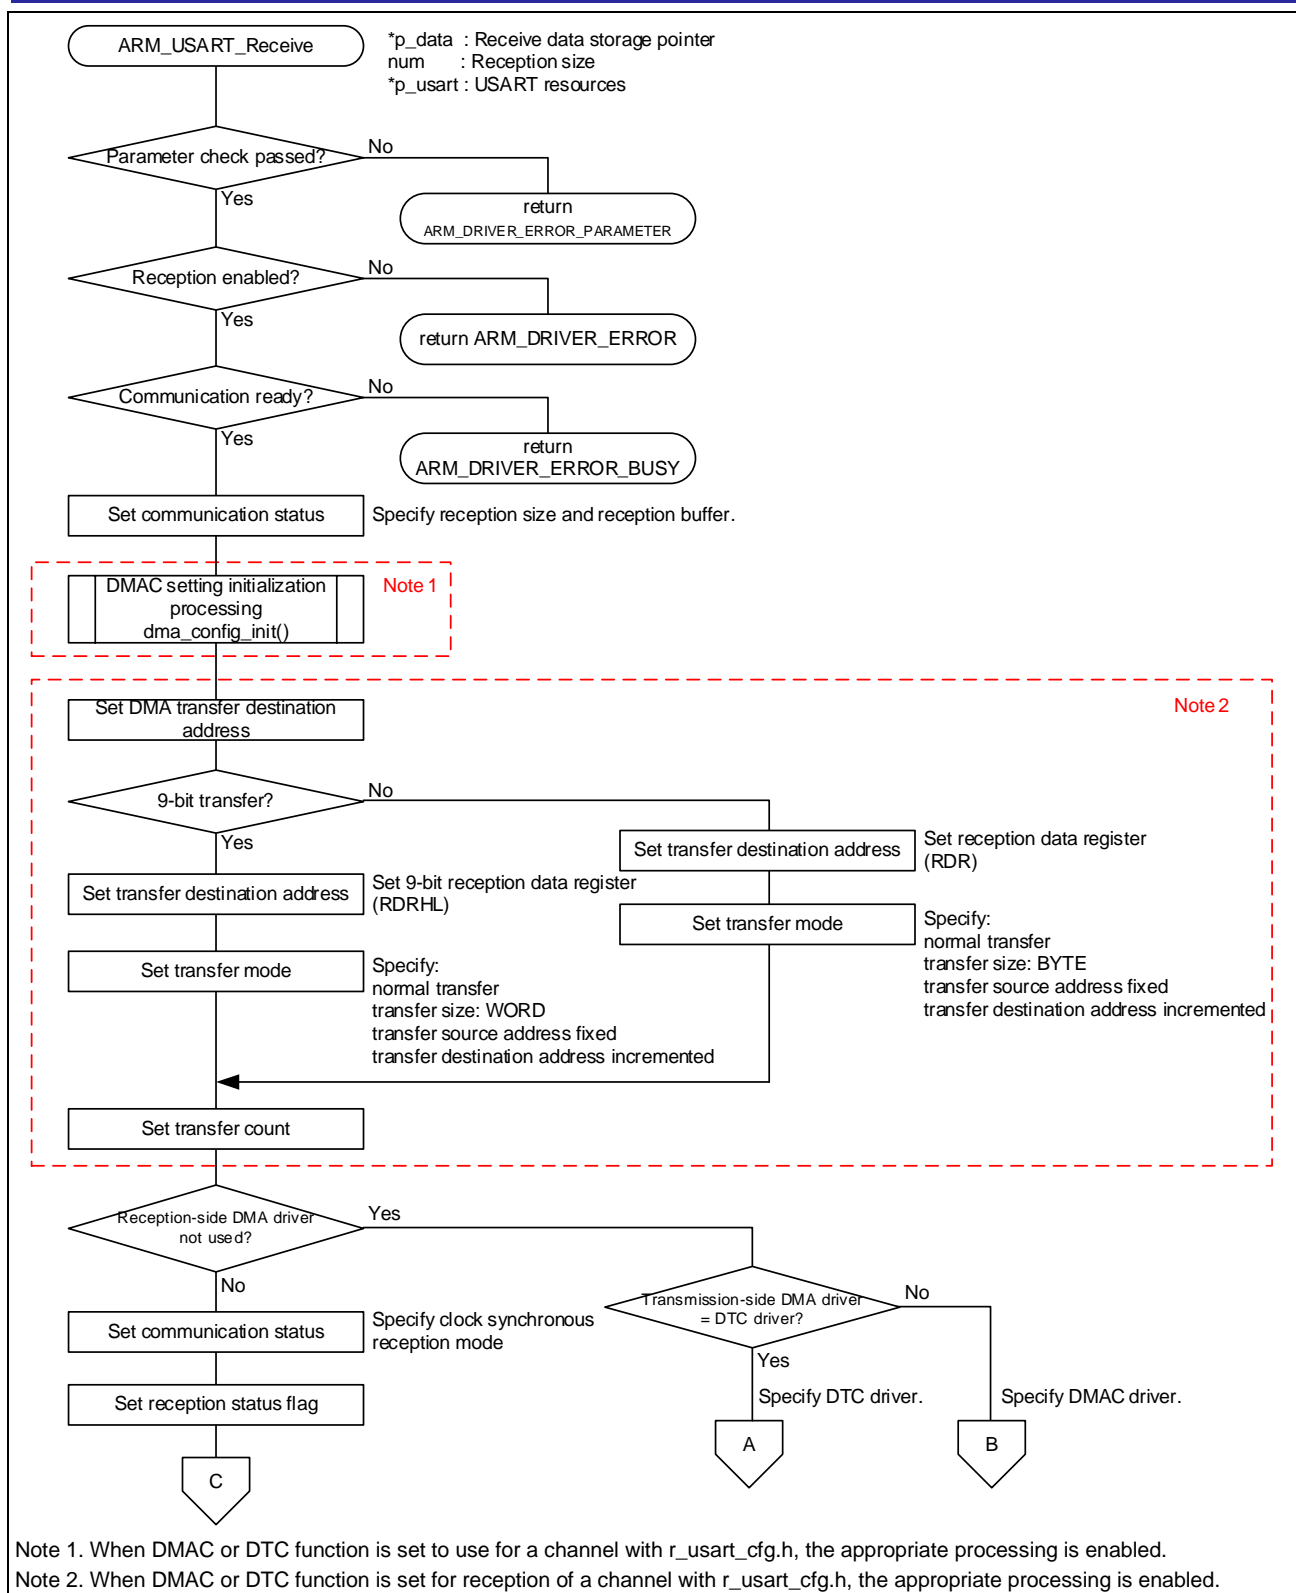 ARM_USART_Receive
*p_data : Receive data storage pointer
num : Reception size
*p_usart : USART resources
Parameter check passed?
No
Yes
return
ARM_DRIVER_ERROR_PARAMETER
Reception enabled?
No
Yes
return ARM_DRIVER_ERROR
Communication ready?
No
Yes
return
ARM_DRIVER_ERROR_BUSY
Set communication status
Specify reception size and reception buffer.
DMAC setting initialization
processing
dma_config_init()
Note 1
Set DMA transfer destination
address
Note 2
9-bit transfer?
No
Yes
Set transfer destination address
Set reception data register
(RDR)
Set transfer destination address
Set 9-bit reception data register
(RDRHL)
Set transfer mode
Specify:
normal transfer
transfer size: BYTE
transfer source address fixed
transfer destination address incremented
Set transfer mode
Specify:
normal transfer
transfer size: WORD
transfer source address fixed
transfer destination address incremented
Set transfer count
Reception-side DMA driver
not used?
Yes
No
Transmission-side DMA driver
= DTC driver?
No
Yes
Set communication status
Specify clock synchronous
reception mode
Set reception status flag
Specify DTC driver.
Specify DMAC driver.
A
B
C
Note 1. When DMAC or DTC function is set to use for a channel with r_usart_cfg.h, the appropriate processing is enabled.
Note 2. When DMAC or DTC function is set for reception of a channel with r_usart_cfg.h, the appropriate processing is enabled.